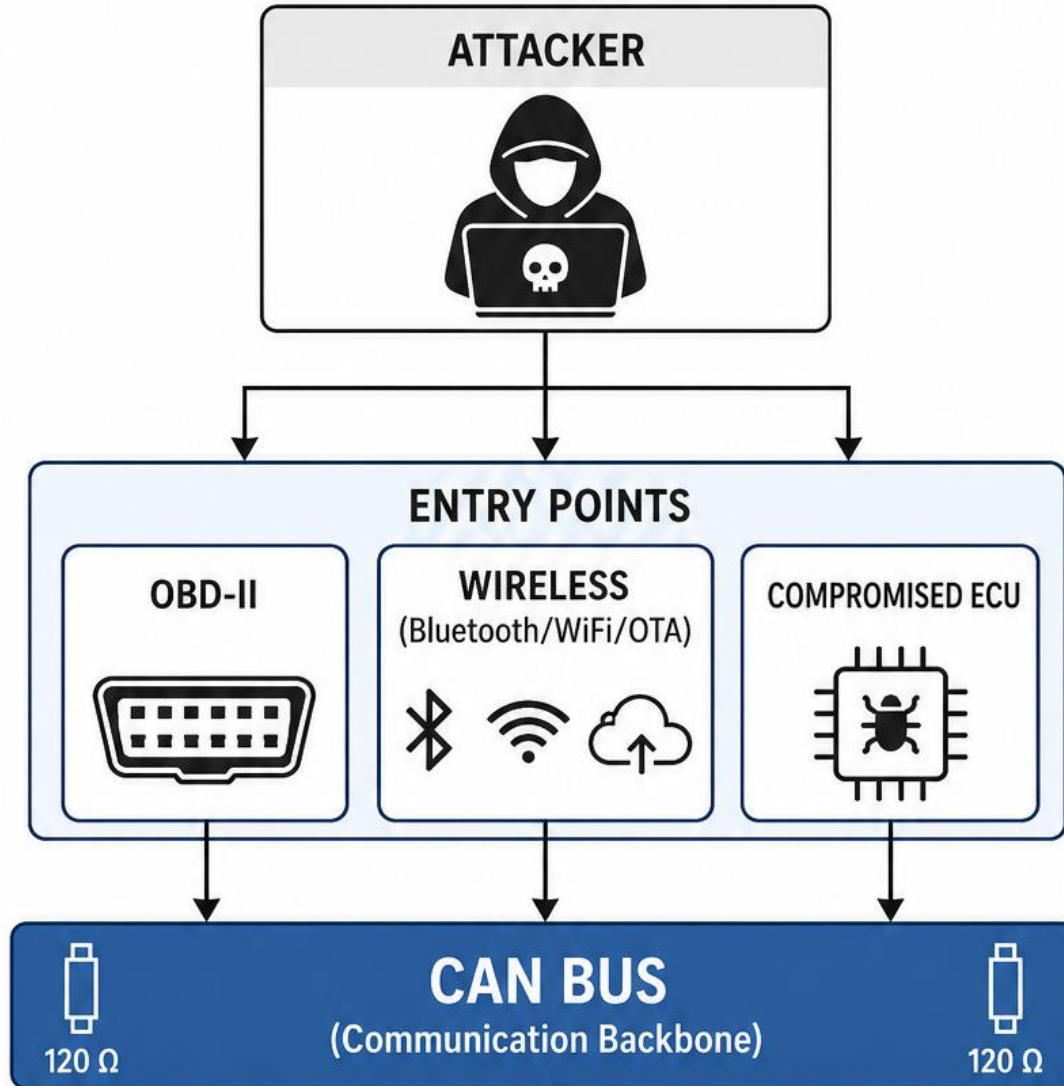 ATTACKER
ENTRY POINTS
OBD-II
WIRELESS
(Bluetooth/WiFi/OTA)
COMPROMISED ECU
CAN BUS
(Communication Backbone)
120 Ω
120 Ω